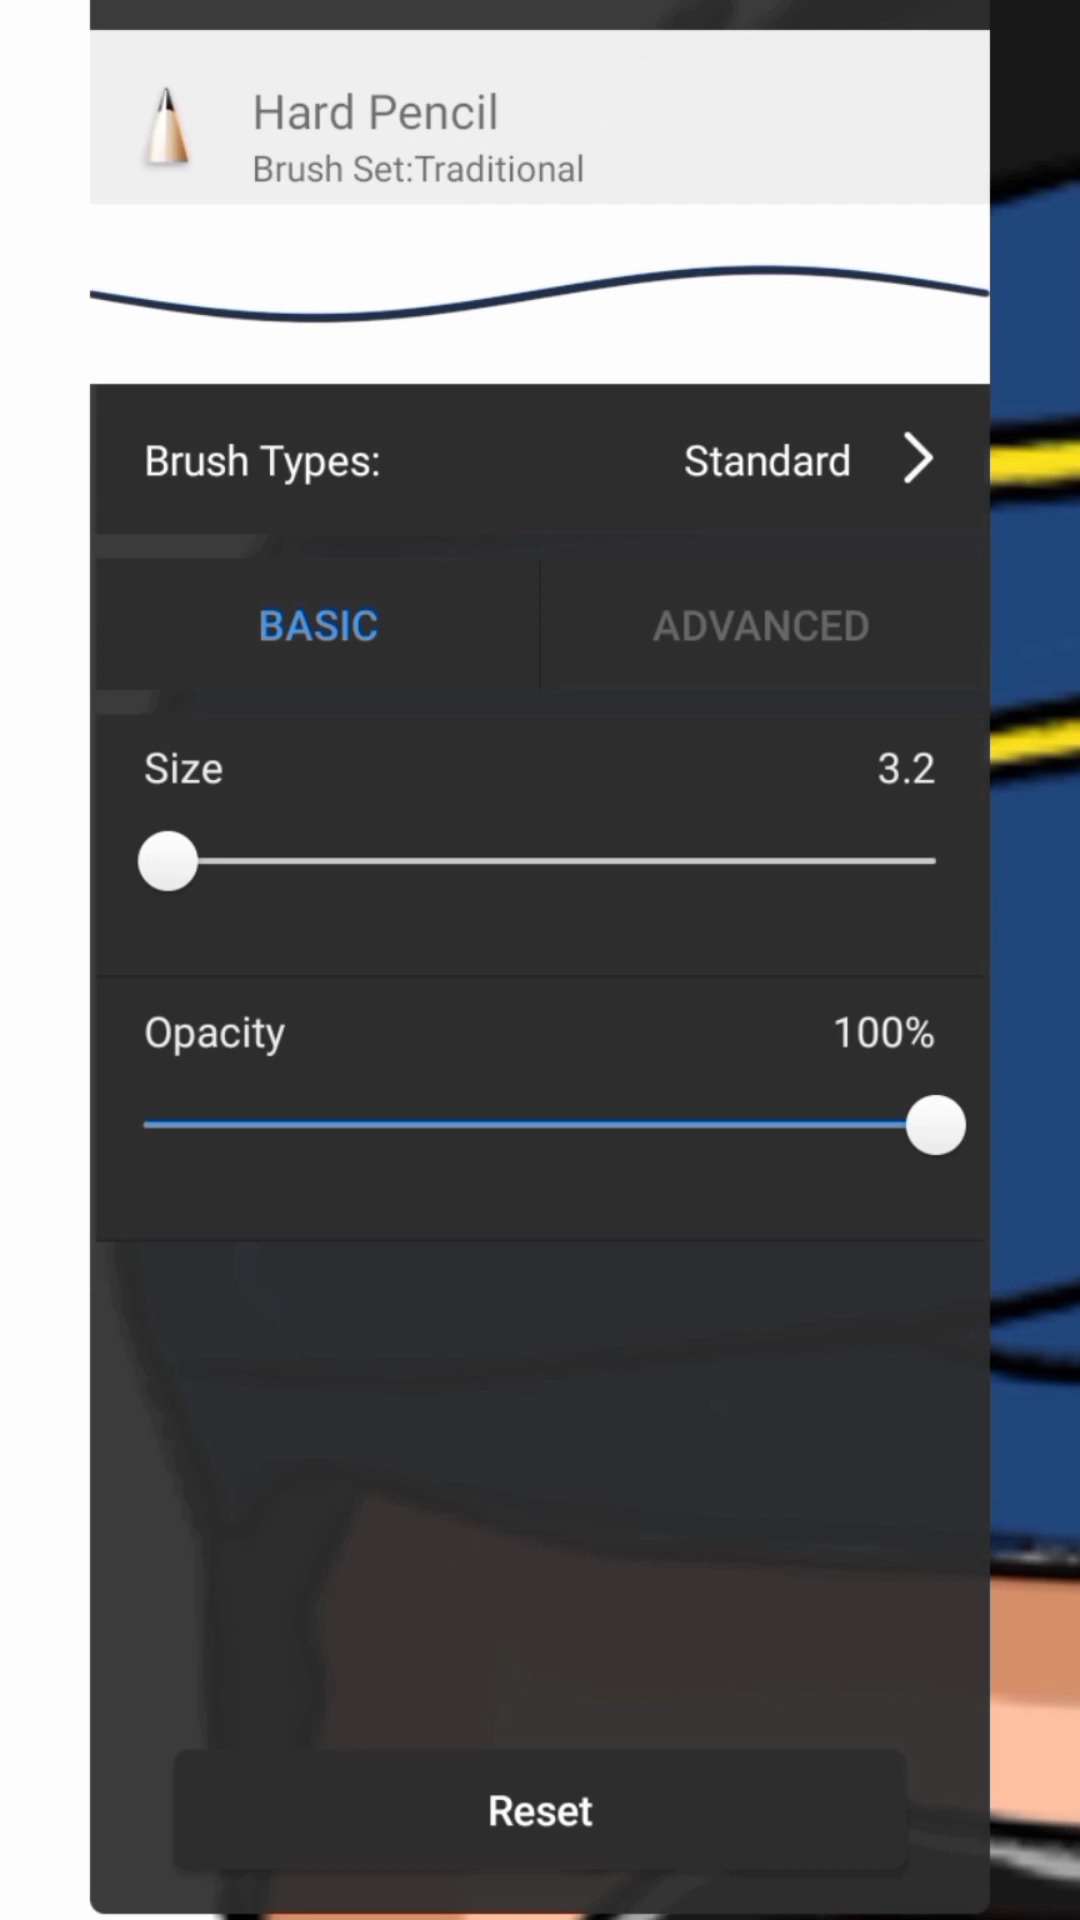 Hard Pencil
Brush Set:Traditional
Brush Types: Standard
BASIC ADVANCED
Size 3.2
Opacity 100%
Reset